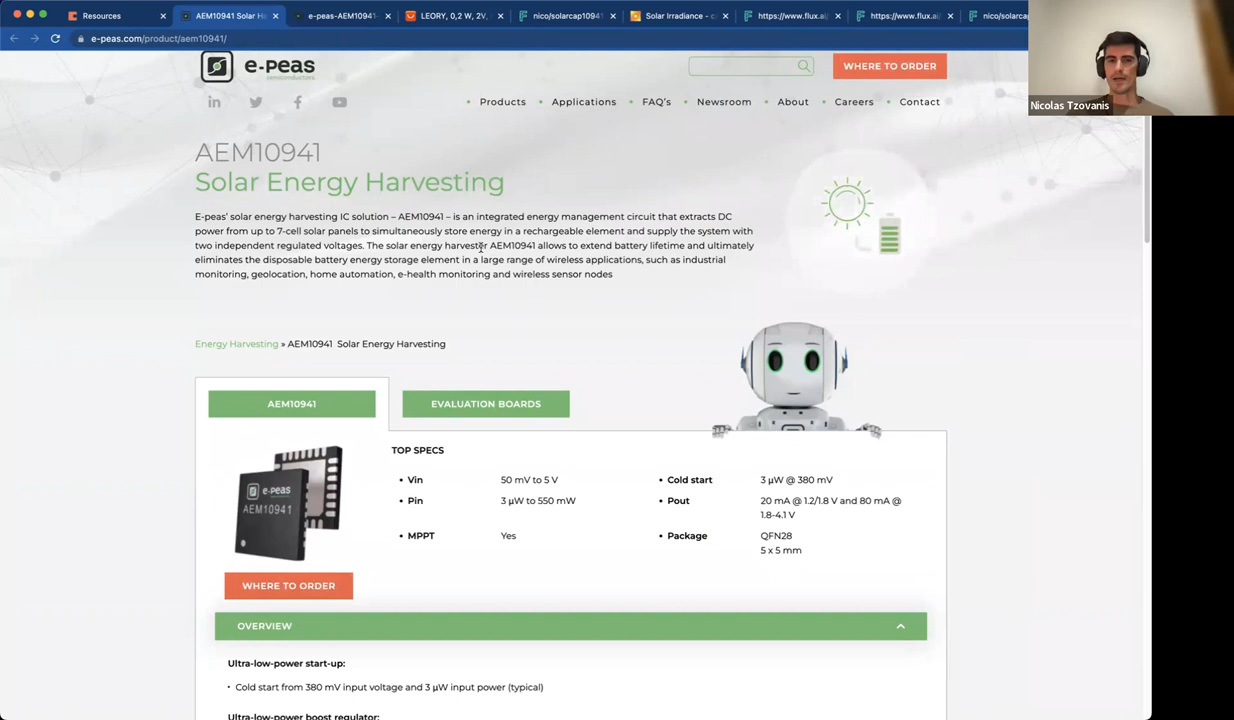 Resources
AEM10941 Solar H
e-peas-AEM10941-
LEORY, 0,2 W, 2V,
nico/solarcap10941
Solar Irradiance - c
https://www.flux.ai/
https://www.flux.ai/
nico/solarcap
e-peas.com/product/aem10941/
e-peas
semiconductors
WHERE TO ORDER
Products
Applications
FAQ's
Newsroom
About
Careers
Contact
Nicolas Tzovanis
AEM10941
Solar Energy Harvesting
E-peas' solar energy harvesting IC solution – AEM10941 – is an integrated energy management circuit that extracts DC
power from up to 7-cell solar panels to simultaneously store energy in a rechargeable element and supply the system with
two independent regulated voltages. The solar energy harvester AEM10941 allows to extend battery lifetime and ultimately
eliminates the disposable battery energy storage element in a large range of wireless applications, such as industrial
monitoring, geolocation, home automation, e-health monitoring and wireless sensor nodes
Energy Harvesting » AEM10941 Solar Energy Harvesting
AEM10941
EVALUATION BOARDS
e-peas
AEM10941
TOP SPECS
• Vin 50 mV to 5 V
• Cold start 3 µW @ 380 mV
• Pin 3 µW to 550 mW
• Pout 20 mA @ 1.2/1.8 V and 80 mA @
1.8-4.1 V
• MPPT Yes
• Package QFN28
5 x 5 mm
WHERE TO ORDER
OVERVIEW
Ultra-low-power start-up:
• Cold start from 380 mV input voltage and 3 µW input power (typical)
Ultra-low-power boost regulator: